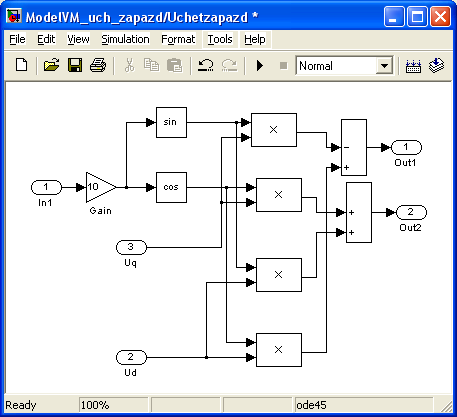 ModelVM_uch_zapazd/Uchetzapazd *
File Edit View Simulation Format Tools Help
Normal
sin
×
−
+
1
Out1
1
In1
10
Gain
cos
×
+
+
2
Out2
3
Uq
×
2
Ud
×
Ready 100% ode45